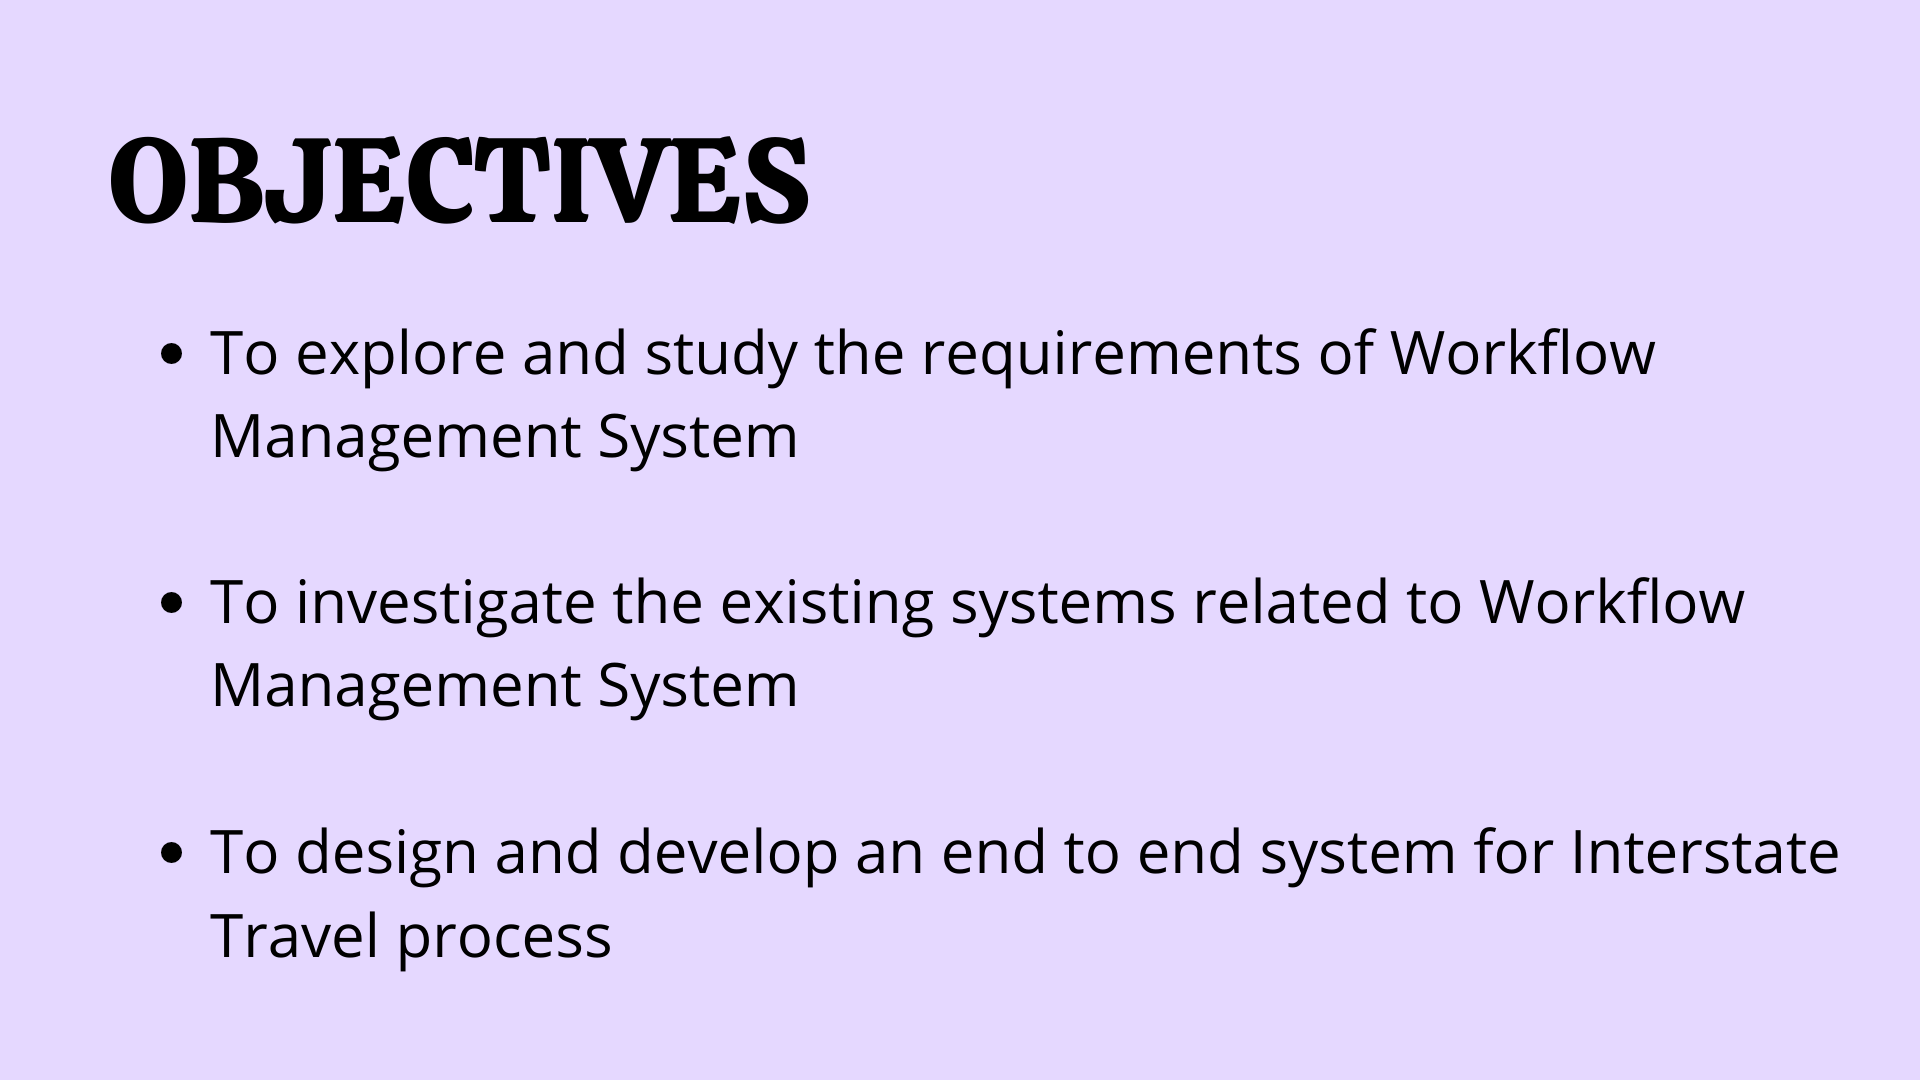 OBJECTIVES
• To explore and study the requirements of Workflow
Management System
• To investigate the existing systems related to Workflow
Management System
• To design and develop an end to end system for Interstate
Travel process